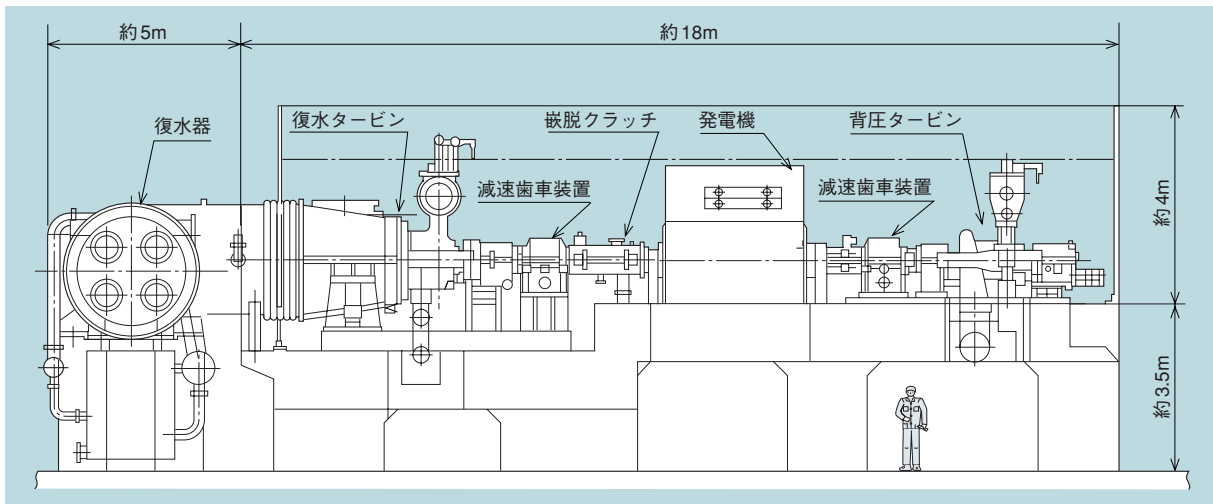 約5m
約18m
復水器
復水タービン
嵌脱クラッチ
発電機
背圧タービン
減速歯車装置
減速歯車装置
約4m
約3.5m